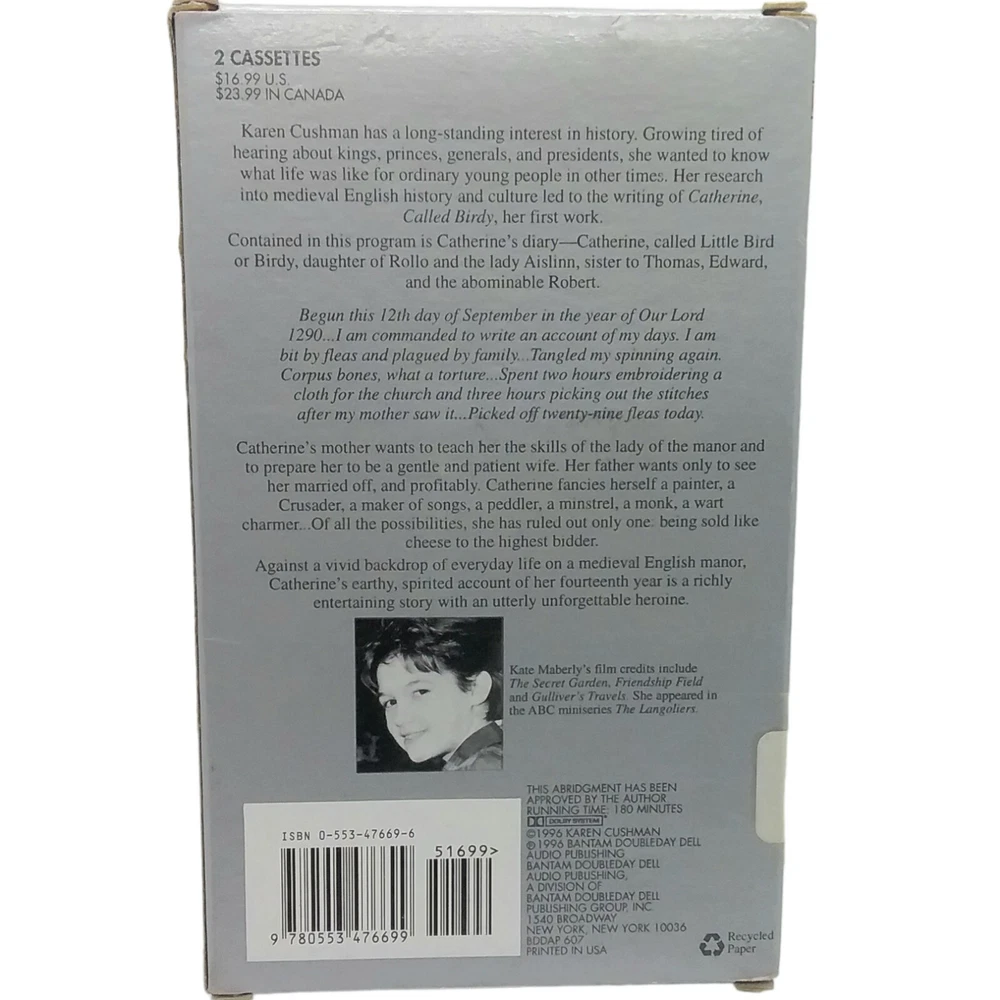 2 CASSETTES
$16.99 U.S.
$23.99 IN CANADA
Karen Cushman has a long-standing interest in history. Growing tired of
hearing about kings, princes, generals, and presidents, she wanted to know
what life was like for ordinary young people in other times. Her research
into medieval English history and culture led to the writing of Catherine,
Called Birdy, her first work.
Contained in this program is Catherine's diary—Catherine, called Little Bird
or Birdy, daughter of Rollo and the lady Aislinn, sister to Thomas, Edward,
and the abominable Robert.
Begun this 12th day of September in the year of Our Lord
1290...I am commanded to write an account of my days. I am
bit by fleas and plagued by family...Tangled my spinning again.
Corpus bones, what a torture...Spent two hours embroidering a
cloth for the church and three hours picking out the stitches
after my mother saw it...Picked off twenty-nine fleas today.
Catherine's mother wants to teach her the skills of the lady of the manor and
to prepare her to be a gentle and patient wife. Her father wants only to see
her married off, and profitably. Catherine fancies herself a painter, a
Crusader, a maker of songs, a peddler, a minstrel, a monk, a wart
charmer...Of all the possibilities, she has ruled out only one: being sold like
cheese to the highest bidder.
Against a vivid backdrop of everyday life on a medieval English manor,
Catherine's earthy, spirited account of her fourteenth year is a richly
entertaining story with an utterly unforgettable heroine.
Kate Maberly's film credits include
The Secret Garden, Friendship Field
and Gulliver's Travels. She appeared in
the ABC miniseries The Langoliers.
THIS ABRIDGMENT HAS BEEN
APPROVED BY THE AUTHOR
RUNNING TIME: 180 MINUTES
DOLBY SYSTEM
©1996 KAREN CUSHMAN
℗1996 BANTAM DOUBLEDAY DELL
AUDIO PUBLISHING
BANTAM DOUBLEDAY DELL
AUDIO PUBLISHING,
A DIVISION OF
BANTAM DOUBLEDAY DELL
PUBLISHING GROUP, INC
1540 BROADWAY
NEW YORK, NEW YORK 10036
BDDAP 607
PRINTED IN USA
ISBN 0-553-47669-6
51699>
9 780553 476699
Recycled
Paper